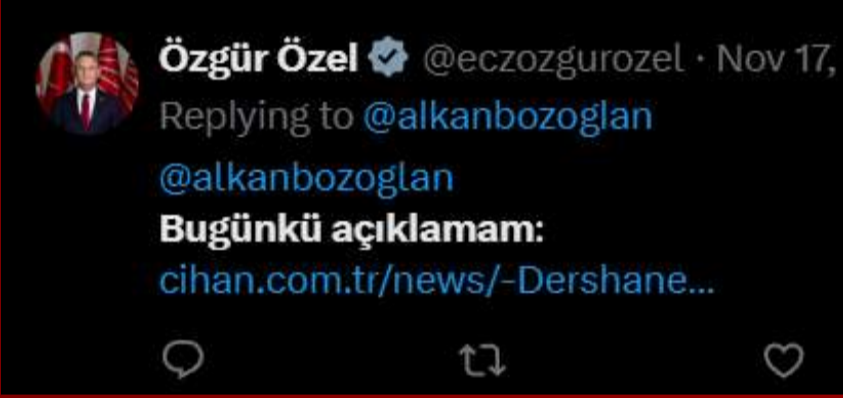 Özgür Özel @eczozgurozel · Nov 17,
Replying to @alkanbozoglan
@alkanbozoglan
Bugünkü açıklamam:
cihan.com.tr/news/-Dershane...